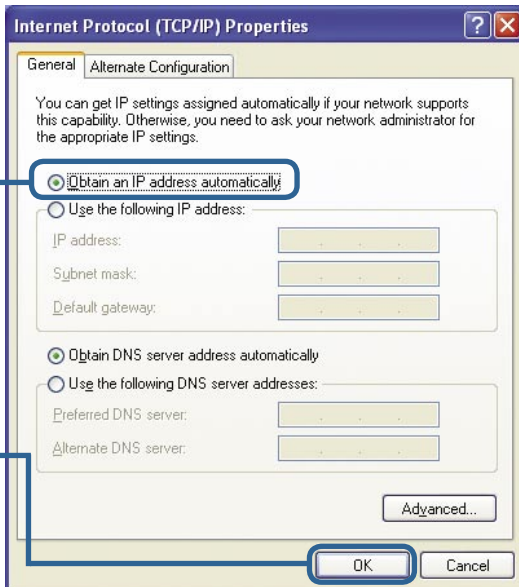 Internet Protocol (TCP/IP) Properties
General
Alternate Configuration
You can get IP settings assigned automatically if your network supports
this capability. Otherwise, you need to ask your network administrator for
the appropriate IP settings.
Obtain an IP address automatically
Use the following IP address:
IP address:
Subnet mask:
Default gateway:
Obtain DNS server address automatically
Use the following DNS server addresses:
Preferred DNS server:
Alternate DNS server:
Advanced...
OK
Cancel